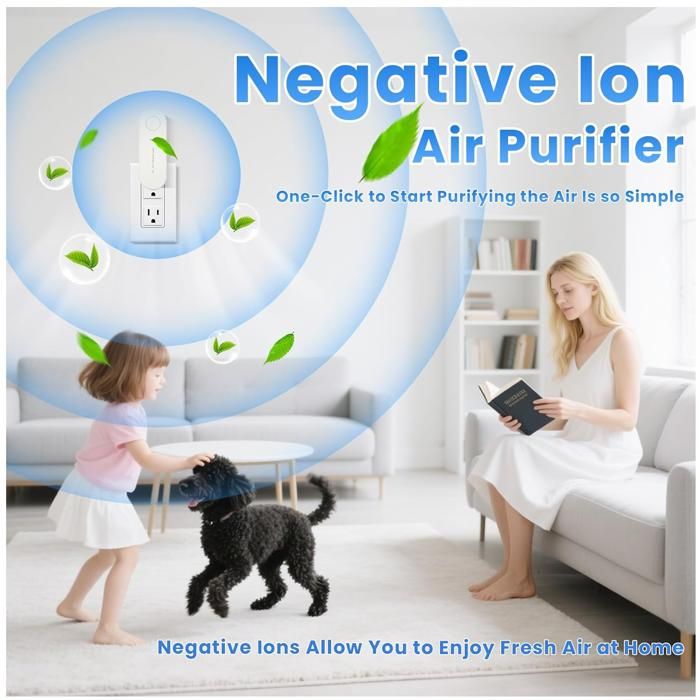 Negative Ion
Air Purifier
One-Click to Start Purifying the Air Is so Simple
Negative Ions Allow You to Enjoy Fresh Air at Home